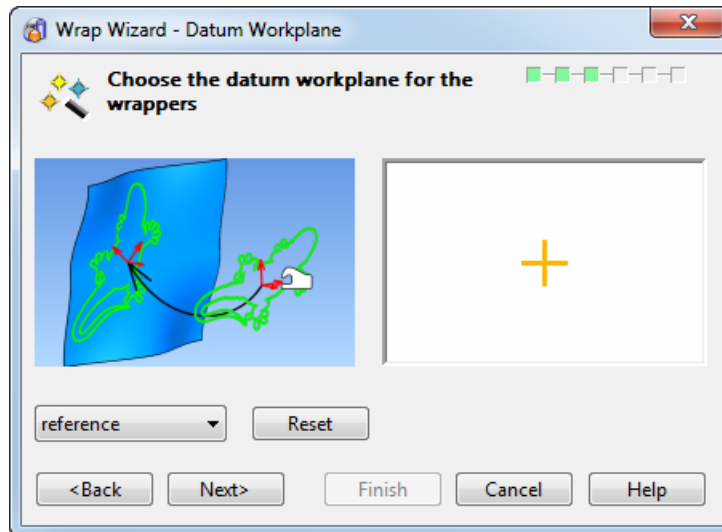 Wrap Wizard - Datum Workplane
Choose the datum workplane for the
wrappers
reference
Reset
<Back
Next>
Finish
Cancel
Help